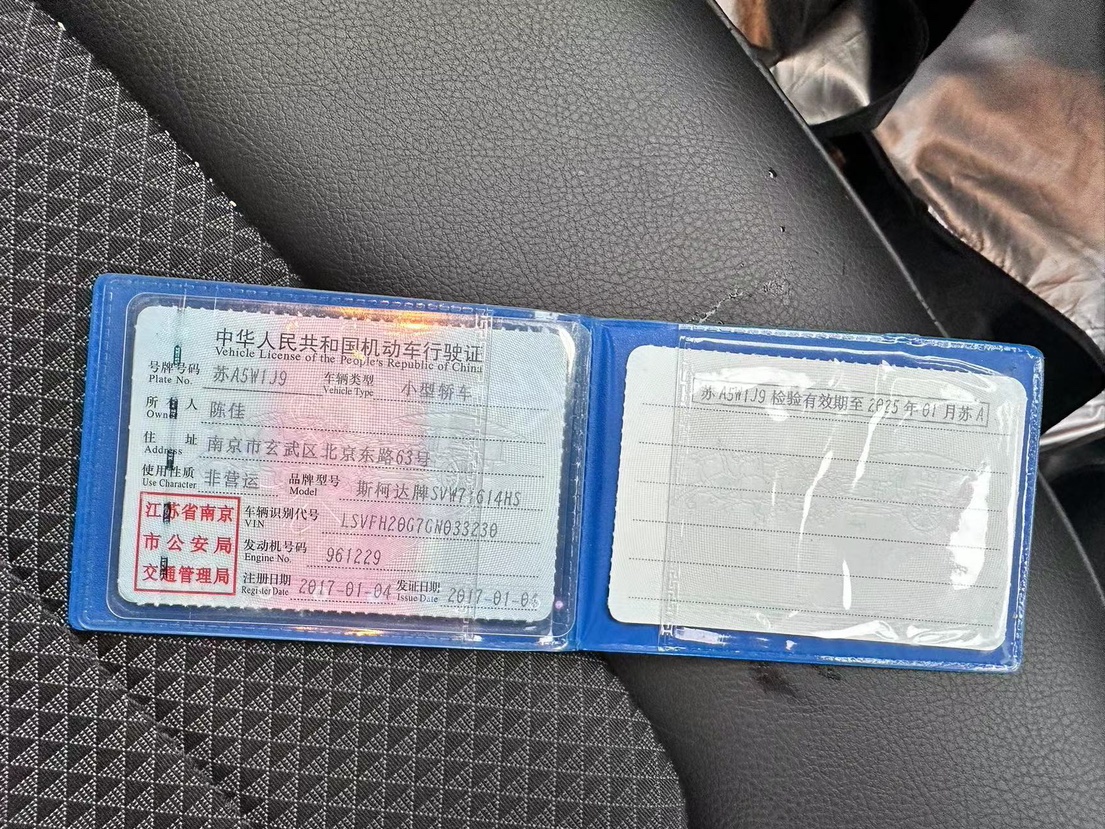 中华人民共和国机动车行驶证
Vehicle License of the People's Republic of China
号牌号码 苏A5W1J9 车辆类型 小型轿车
Plate No. Vehicle Type
所有人 陈佳
Owner
住址 南京市玄武区北京东路63号
Address
使用性质 非营运 品牌型号 斯柯达牌SVW71614HS
Use Character Model
江苏省南京
市公安局
交通管理局
车辆识别代号 LSVFH20G7GN033230
VIN
发动机号码 961229
Engine No.
注册日期 2017-01-04 发证日期 2017-01-04
Register Date Issue Date
苏A5W1J9 检验有效期至 2025年01月苏A